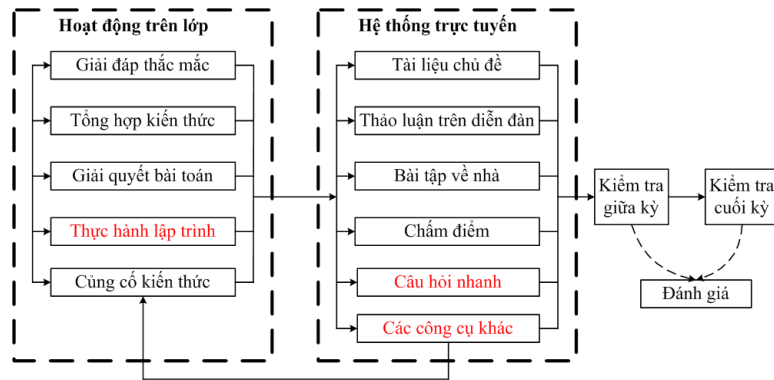 Hoạt động trên lớp
Giải đáp thắc mắc
Tổng hợp kiến thức
Giải quyết bài toán
Thực hành lập trình
Củng cố kiến thức
Hệ thống trực tuyến
Tài liệu chủ đề
Thảo luận trên diễn đàn
Bài tập về nhà
Chấm điểm
Câu hỏi nhanh
Các công cụ khác
Kiểm tra
giữa kỳ
Kiểm tra
cuối kỳ
Đánh giá